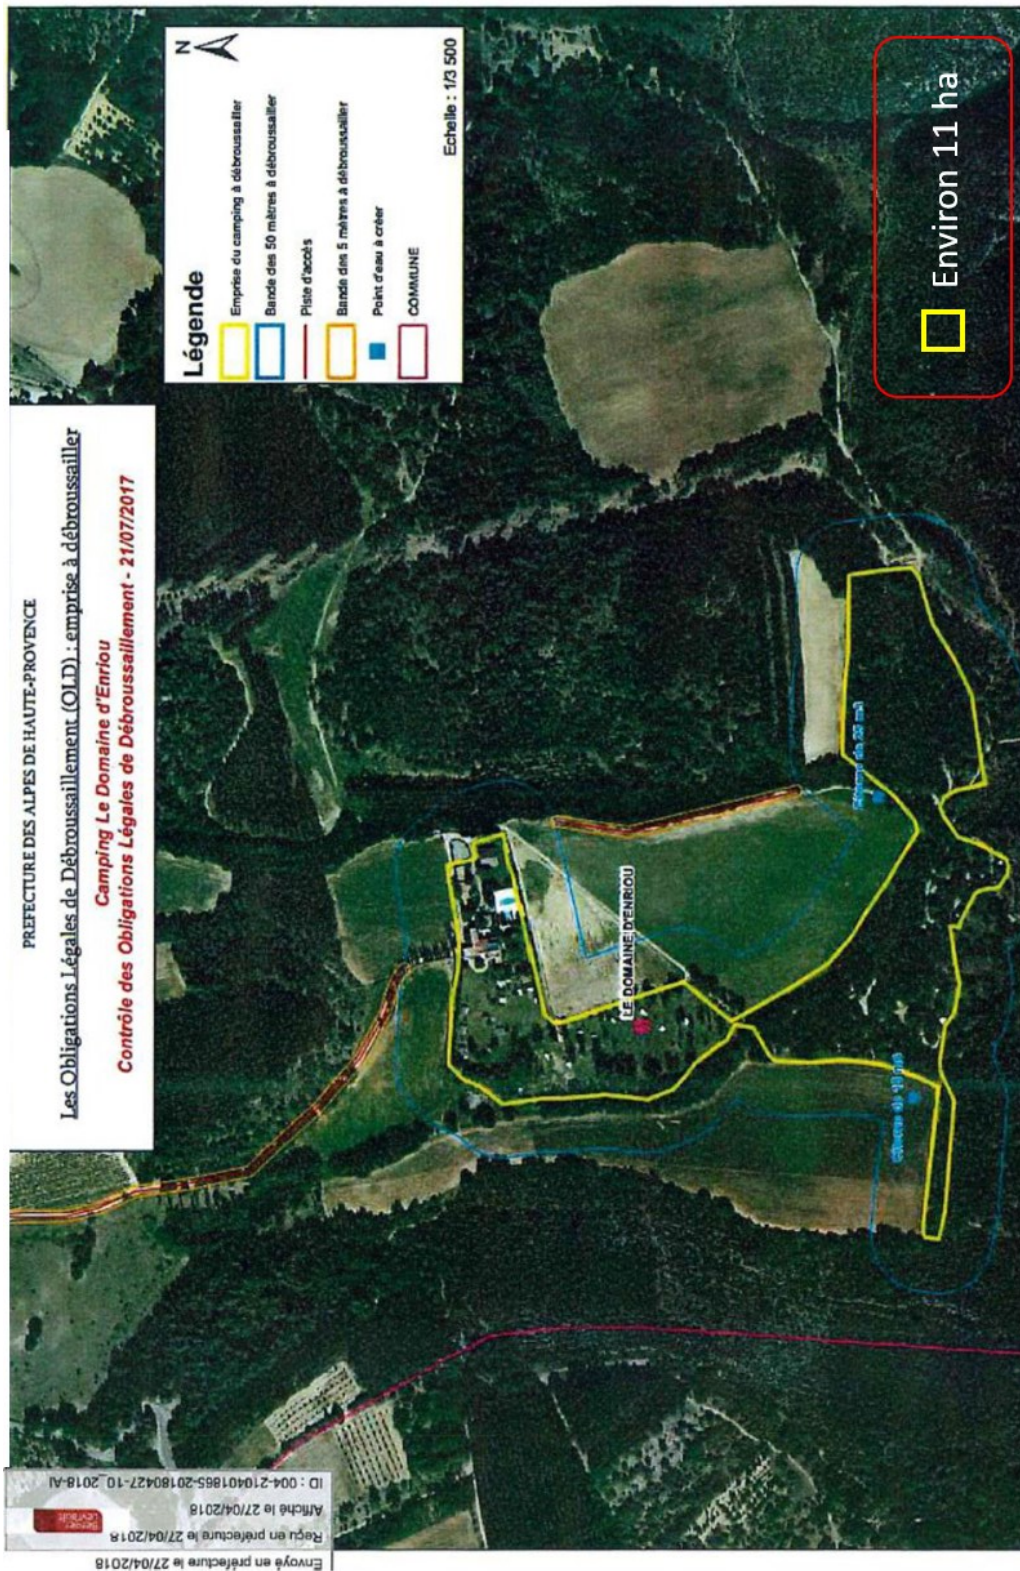 PREFECTURE DES ALPES DE HAUTE-PROVENCE
Les Obligations Légales de Débroussaillement (OLD) : emprise à débroussailler
Camping Le Domaine d'Enriou
Contrôle des Obligations Légales de Débroussaillement - 21/07/2017
Légende
N
Emprise du camping à débroussailler
Bande des 50 mètres à débroussailler
Piste d'accès
Bande des 5 mètres à débroussailler
Point d'eau à créer
COMMUNE
Echelle : 1/3 500
LE DOMAINE D'ENRIOU
Environ 11 ha
Envoyé en préfecture le 27/04/2018
Reçu en préfecture le 27/04/2018
Affiché le 27/04/2018
ID : 004-210401865-20180427-10_2018-AI
Berger
Levrault